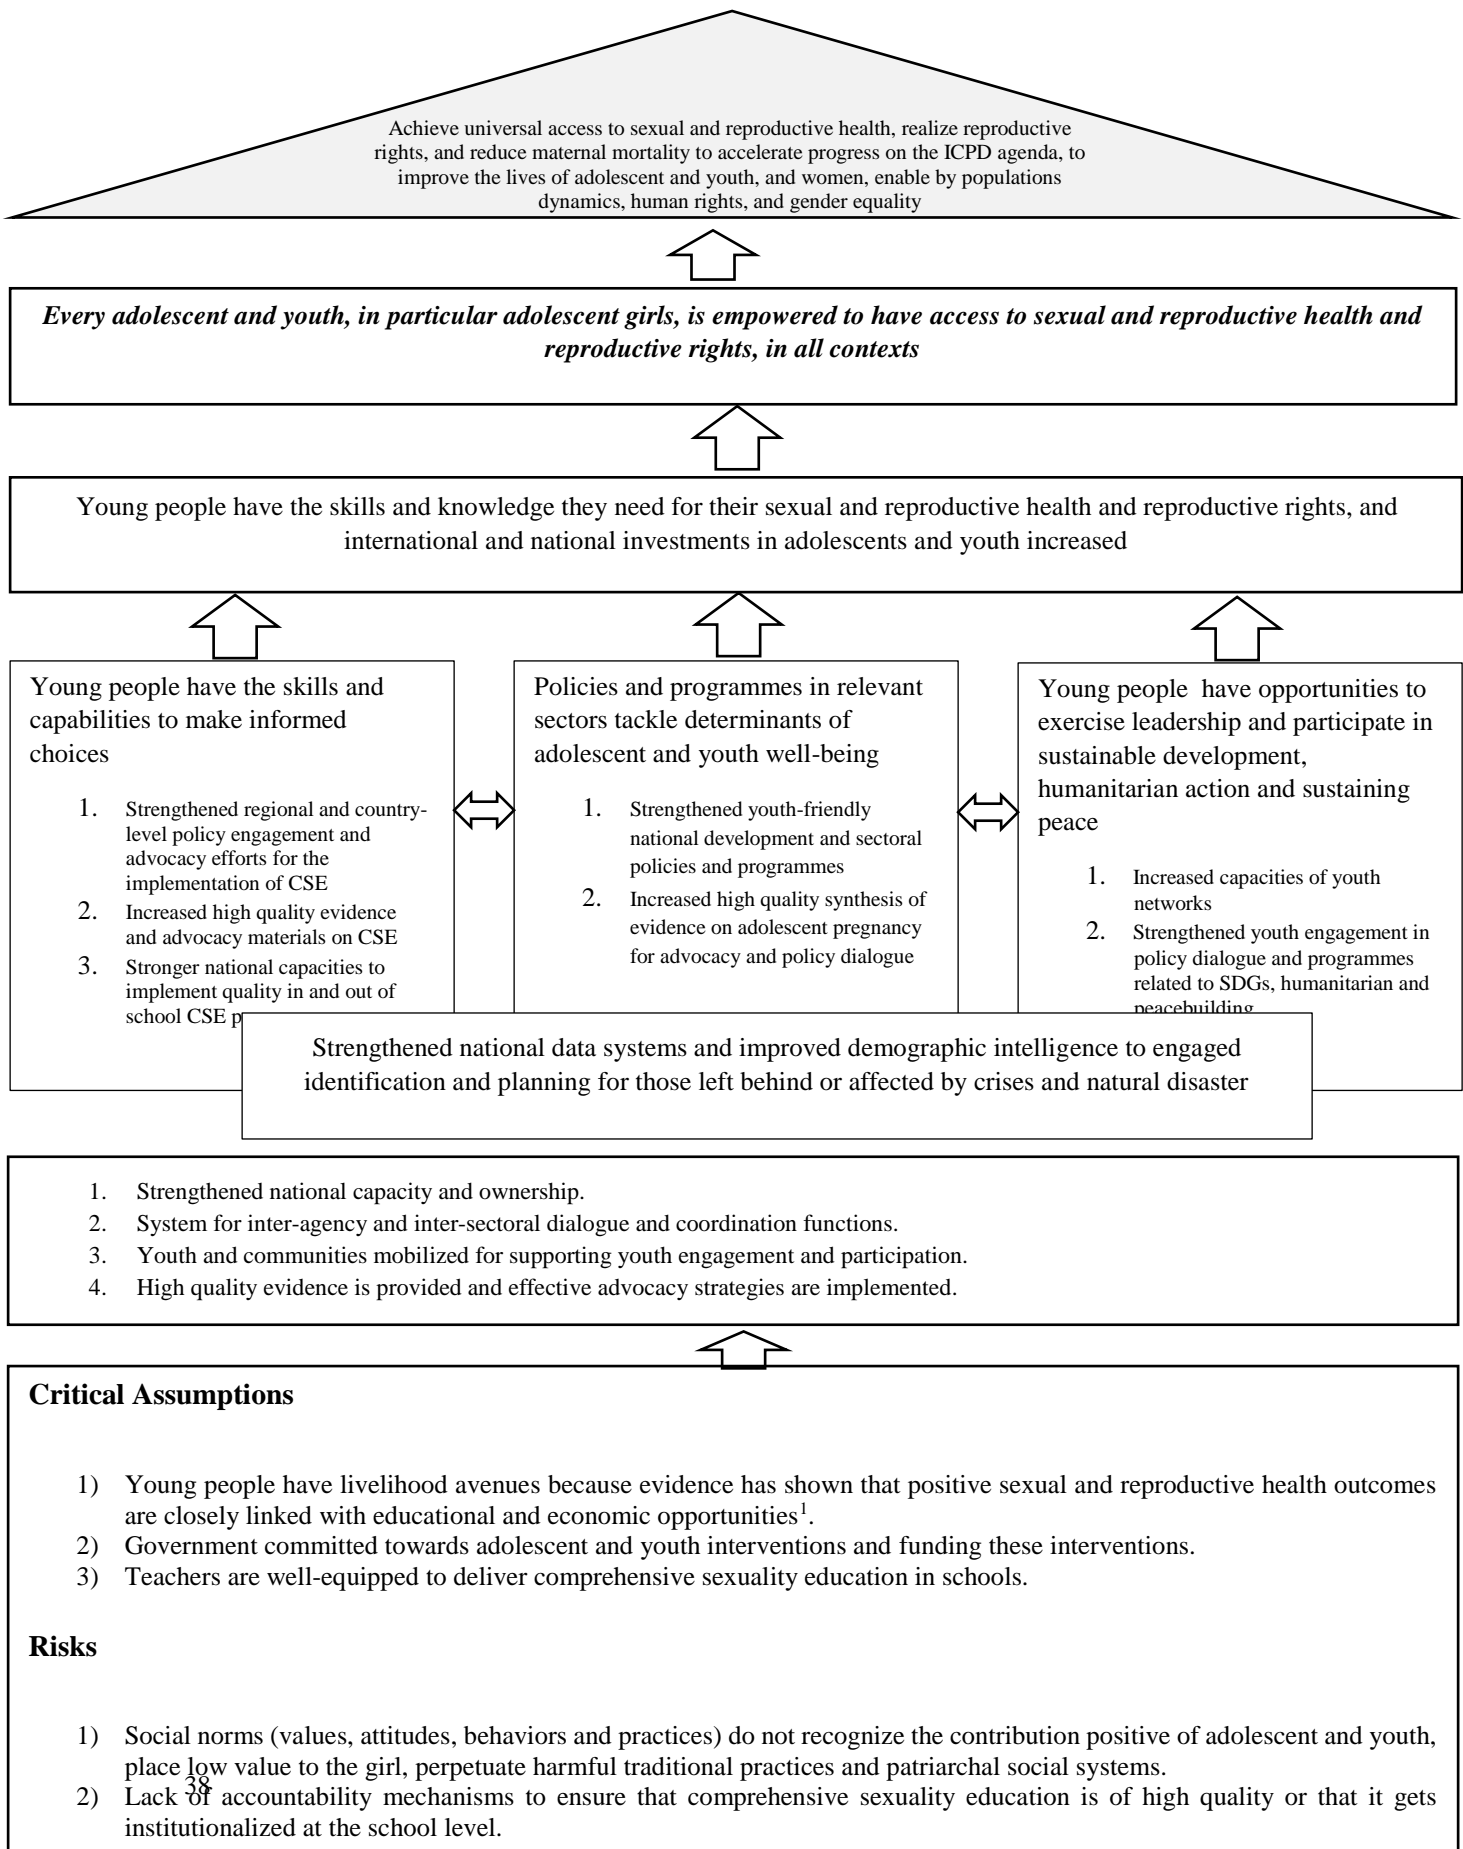 Achieve universal access to sexual and reproductive health, realize reproductive
rights, and reduce maternal mortality to accelerate progress on the ICPD agenda, to
improve the lives of adolescent and youth, and women, enable by populations
dynamics, human rights, and gender equality
Every adolescent and youth, in particular adolescent girls, is empowered to have access to sexual and reproductive health and
reproductive rights, in all contexts
Young people have the skills and knowledge they need for their sexual and reproductive health and reproductive rights, and
international and national investments in adolescents and youth increased
Young people have the skills and
capabilities to make informed
choices
1. Strengthened regional and country-
level policy engagement and
advocacy efforts for the
implementation of CSE
2. Increased high quality evidence
and advocacy materials on CSE
3. Stronger national capacities to
implement quality in and out of
school CSE
Policies and programmes in relevant
sectors tackle determinants of
adolescent and youth well-being
1. Strengthened youth-friendly
national development and sectoral
policies and programmes
2. Increased high quality synthesis of
evidence on adolescent pregnancy
for advocacy and policy dialogue
Young people have opportunities to
exercise leadership and participate in
sustainable development,
humanitarian action and sustaining
peace
1. Increased capacities of youth
networks
2. Strengthened youth engagement in
policy dialogue and programmes
related to SDGs, humanitarian and
peacebuilding
Strengthened national data systems and improved demographic intelligence to engaged
identification and planning for those left behind or affected by crises and natural disaster
1. Strengthened national capacity and ownership.
2. System for inter-agency and inter-sectoral dialogue and coordination functions.
3. Youth and communities mobilized for supporting youth engagement and participation.
4. High quality evidence is provided and effective advocacy strategies are implemented.
Critical Assumptions
1) Young people have livelihood avenues because evidence has shown that positive sexual and reproductive health outcomes
are closely linked with educational and economic opportunities1.
2) Government committed towards adolescent and youth interventions and funding these interventions.
3) Teachers are well-equipped to deliver comprehensive sexuality education in schools.
Risks
1) Social norms (values, attitudes, behaviors and practices) do not recognize the contribution positive of adolescent and youth,
place low value to the girl, perpetuate harmful traditional practices and patriarchal social systems.
38
2) Lack of accountability mechanisms to ensure that comprehensive sexuality education is of high quality or that it gets
institutionalized at the school level.